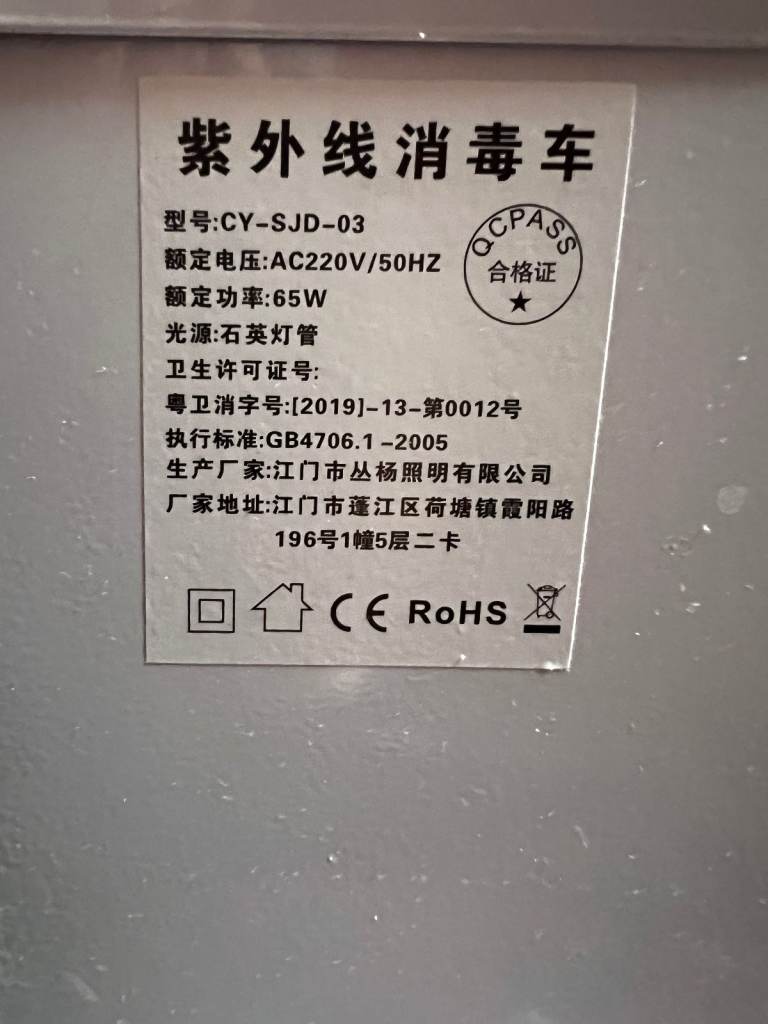 紫外线消毒车
型号:CY-SJD-03
额定电压:AC220V/50HZ
额定功率:65W
QCPASS
合格证
光源:石英灯管
卫生许可证号:
粤卫消字号:[2019]-13-第0012号
执行标准:GB4706.1-2005
生产厂家:江门市丛杨照明有限公司
厂家地址:江门市蓬江区荷塘镇霞阳路
196号1幢5层二卡
CE RoHS